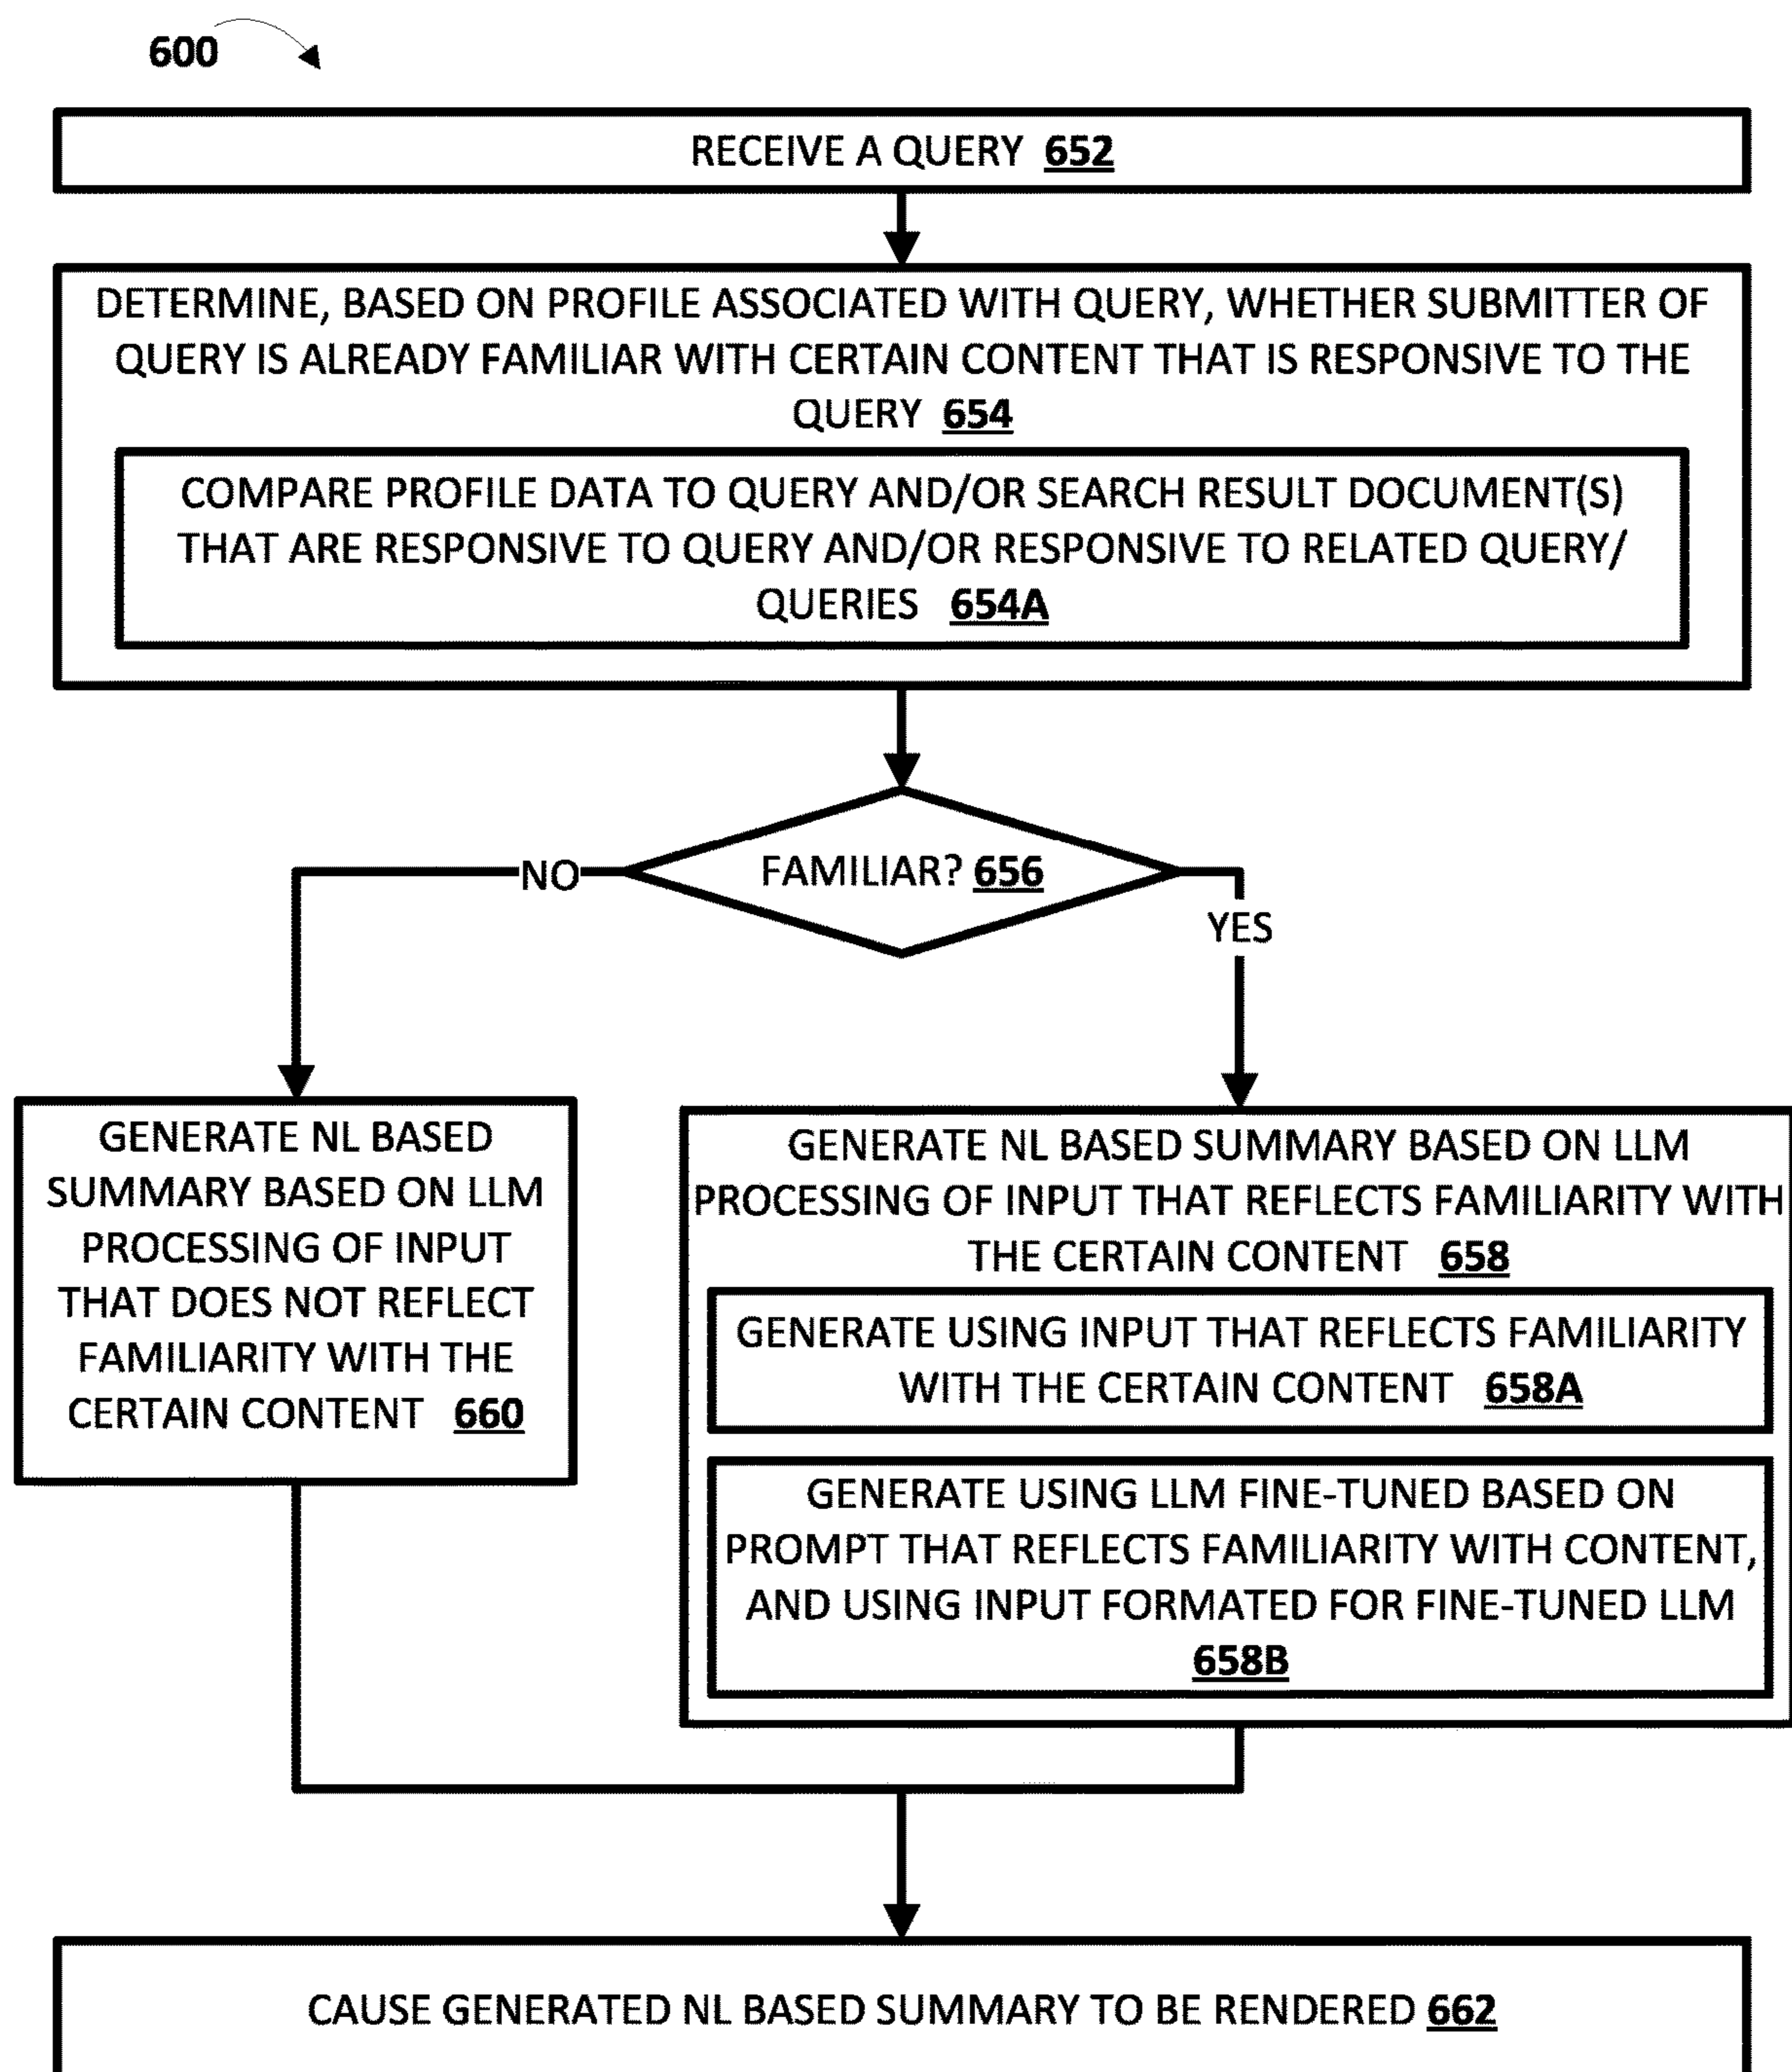 600
RECEIVE A QUERY 652
DETERMINE, BASED ON PROFILE ASSOCIATED WITH QUERY, WHETHER SUBMITTER OF
QUERY IS ALREADY FAMILIAR WITH CERTAIN CONTENT THAT IS RESPONSIVE TO THE
QUERY 654
COMPARE PROFILE DATA TO QUERY AND/OR SEARCH RESULT DOCUMENT(S)
THAT ARE RESPONSIVE TO QUERY AND/OR RESPONSIVE TO RELATED QUERY/
QUERIES 654A
FAMILIAR? 656
NO
YES
GENERATE NL BASED
SUMMARY BASED ON LLM
PROCESSING OF INPUT
THAT DOES NOT REFLECT
FAMILIARITY WITH THE
CERTAIN CONTENT 660
GENERATE NL BASED SUMMARY BASED ON LLM
PROCESSING OF INPUT THAT REFLECTS FAMILIARITY WITH
THE CERTAIN CONTENT 658
GENERATE USING INPUT THAT REFLECTS FAMILIARITY
WITH THE CERTAIN CONTENT 658A
GENERATE USING LLM FINE-TUNED BASED ON
PROMPT THAT REFLECTS FAMILIARITY WITH CONTENT,
AND USING INPUT FORMATED FOR FINE-TUNED LLM
658B
CAUSE GENERATED NL BASED SUMMARY TO BE RENDERED 662